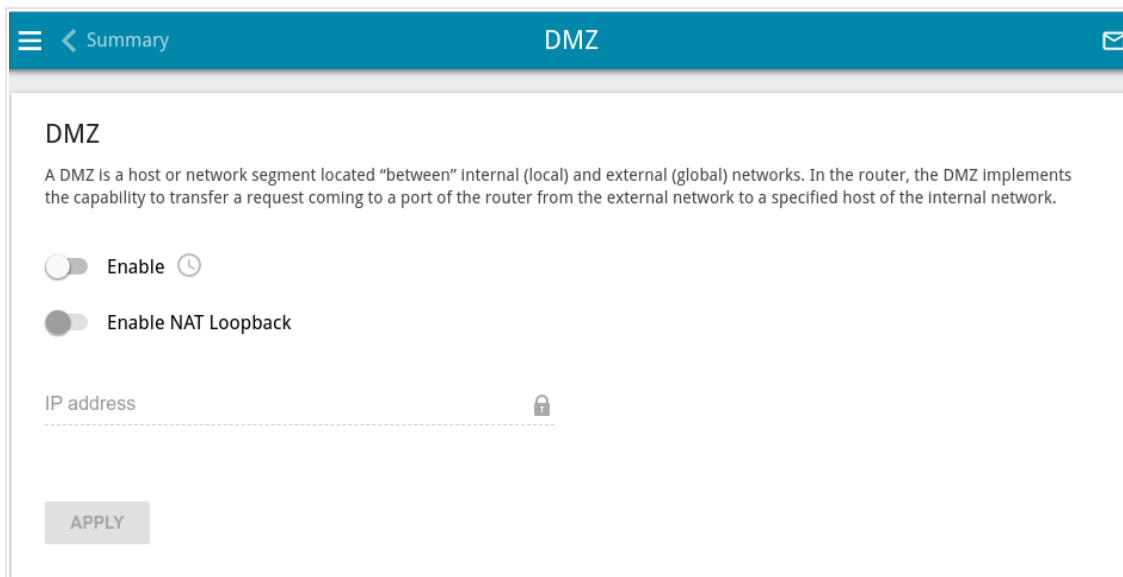 Summary
DMZ
DMZ
A DMZ is a host or network segment located “between” internal (local) and external (global) networks. In the router, the DMZ implements
the capability to transfer a request coming to a port of the router from the external network to a specified host of the internal network.
Enable
Enable NAT Loopback
IP address
APPLY